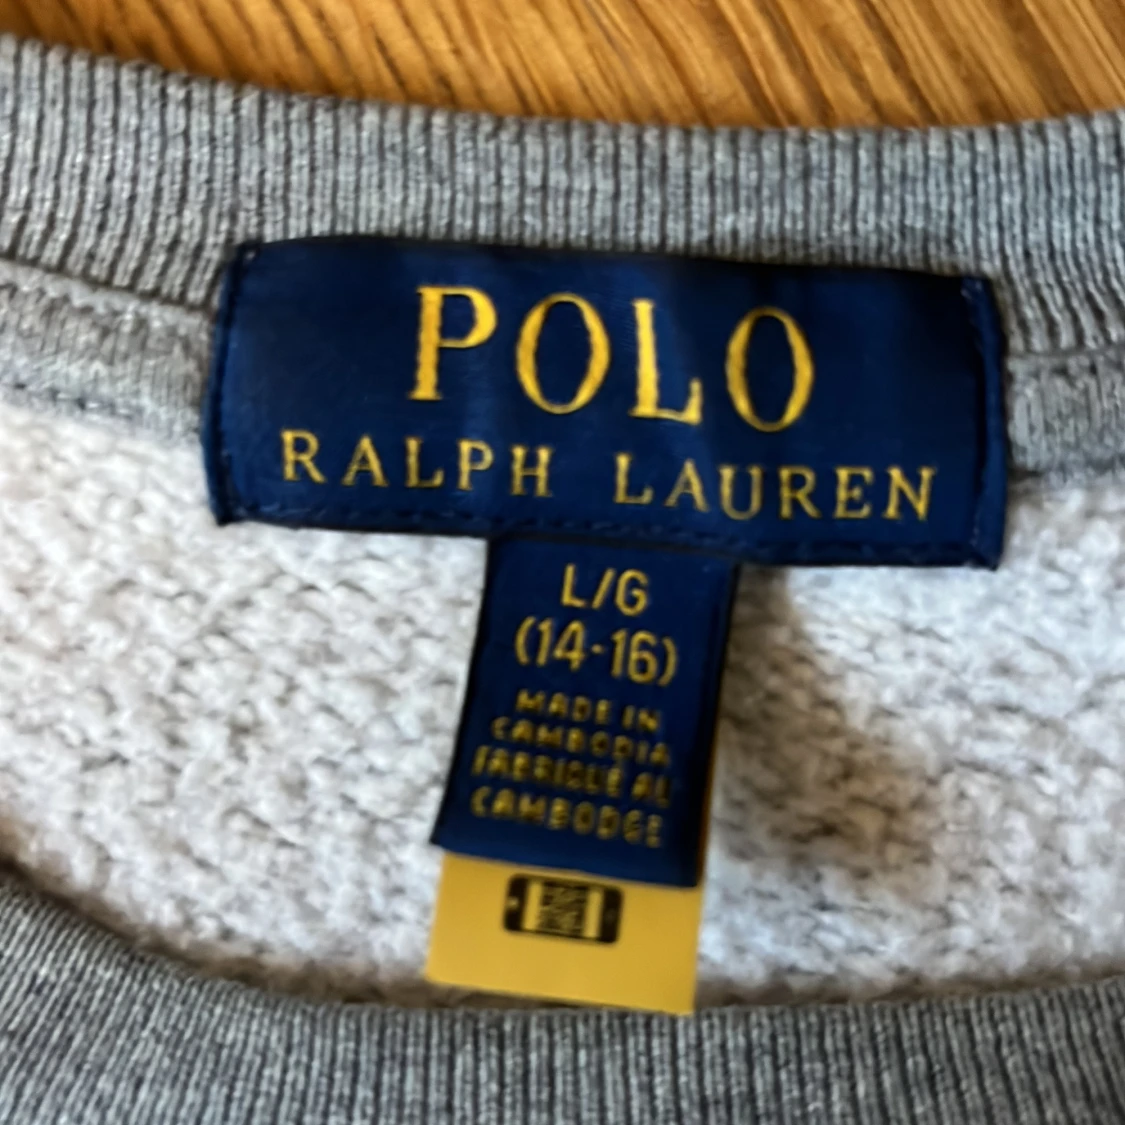 POLO
RALPH LAUREN
L/G
(14-16)
MADE IN
CAMBODIA
FABRIQUÉ AU
CAMBODGE